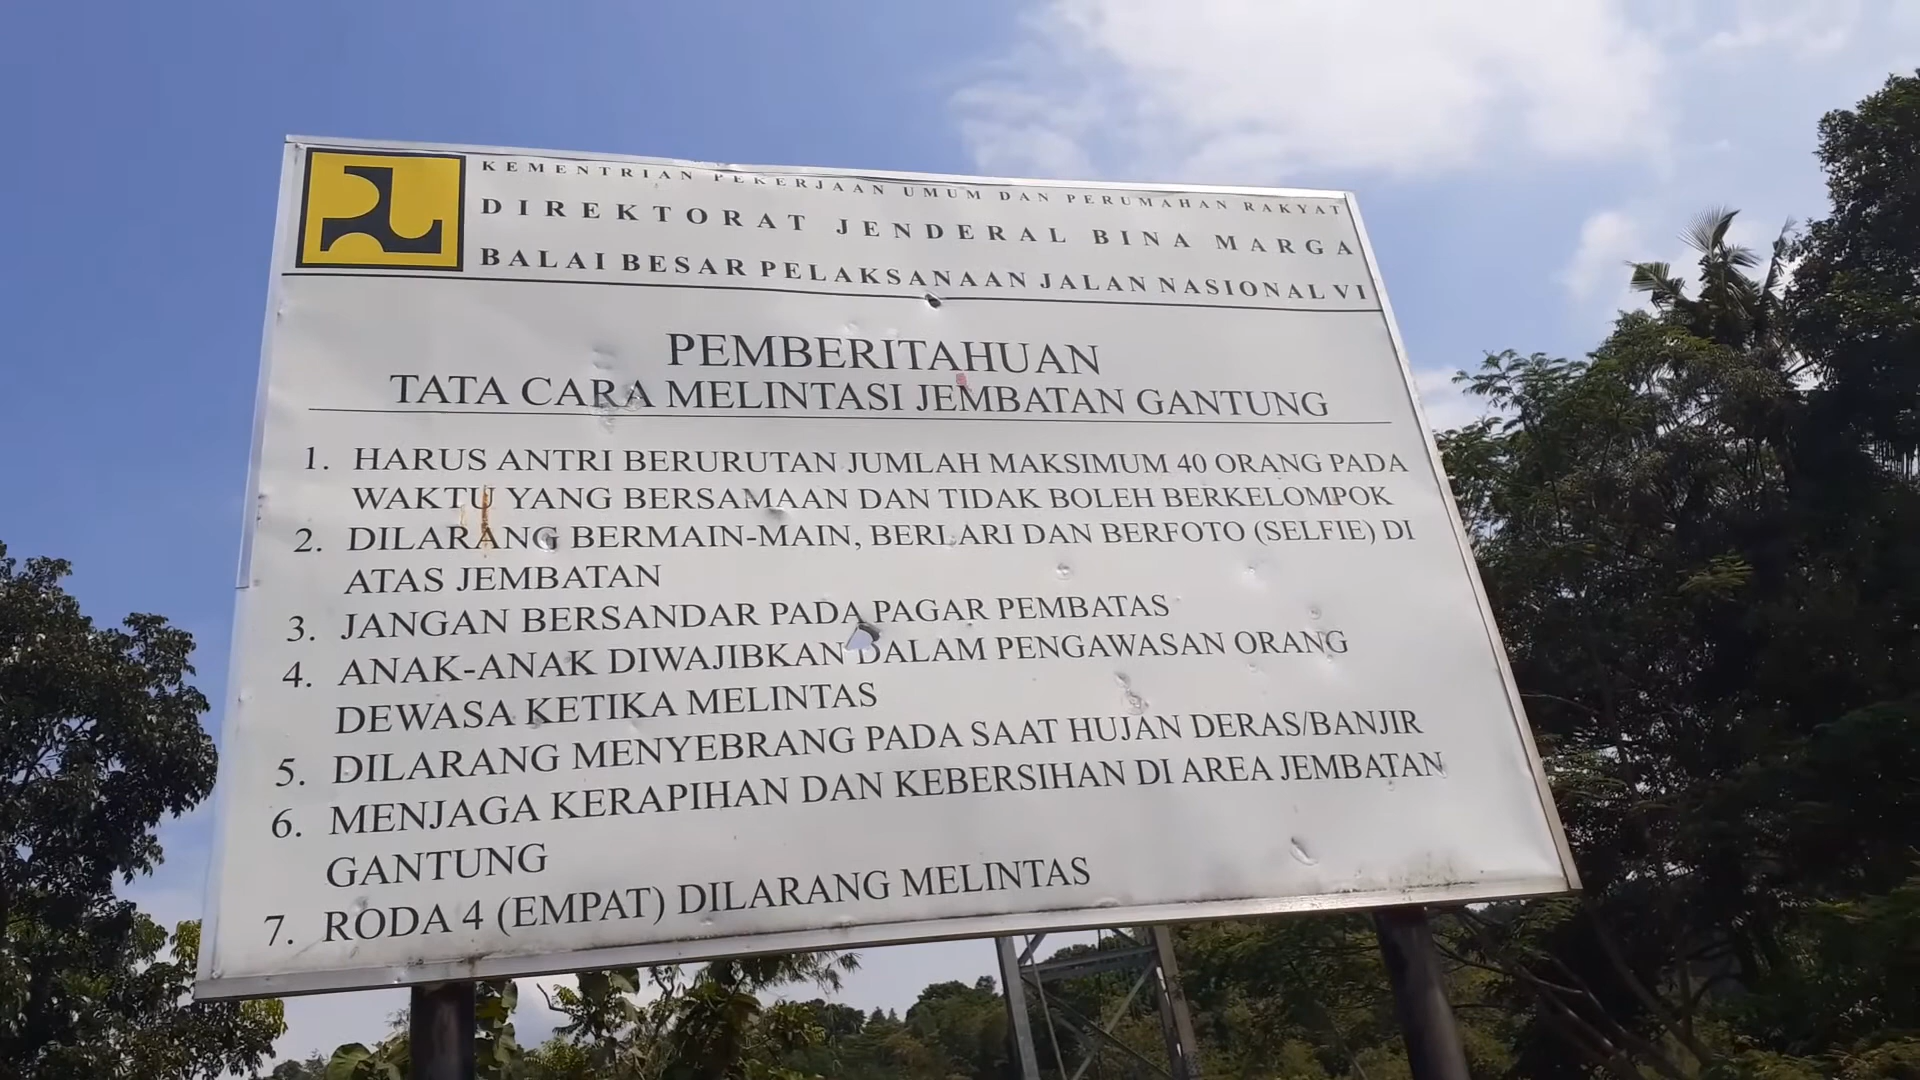 KEMENTRIAN PEKERJAAN UMUM DAN PERUMAHAN RAKYAT
DIREKTORAT JENDERAL BINA MARGA
BALAI BESAR PELAKSANAAN JALAN NASIONAL VI
PEMBERITAHUAN
TATA CARA MELINTASI JEMBATAN GANTUNG
1. HARUS ANTRI BERURUTAN JUMLAH MAKSIMUM 40 ORANG PADA
WAKTU YANG BERSAMAAN DAN TIDAK BOLEH BERKELOMPOK
2. DILARANG BERMAIN-MAIN, BERLARI DAN BERFOTO (SELFIE) DI
ATAS JEMBATAN
3. JANGAN BERSANDAR PADA PAGAR PEMBATAS
4. ANAK-ANAK DIWAJIBKAN DALAM PENGAWASAN ORANG
DEWASA KETIKA MELINTAS
5. DILARANG MENYEBRANG PADA SAAT HUJAN DERAS/BANJIR
6. MENJAGA KERAPIHAN DAN KEBERSIHAN DI AREA JEMBATAN
GANTUNG
7. RODA 4 (EMPAT) DILARANG MELINTAS